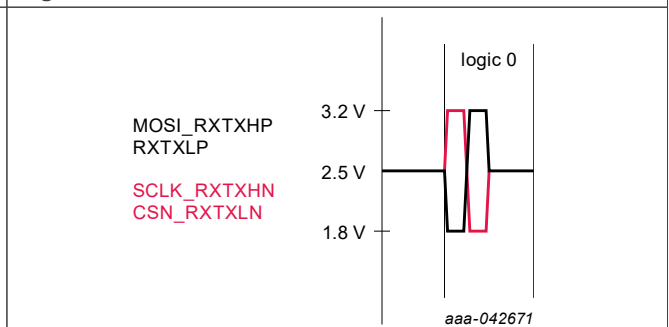 logic 0
3.2 V
MOSI_RXTXHP
RXTXLP
2.5 V
SCLK_RXTXHN
CSN_RXTXLN
1.8 V
aaa-042671